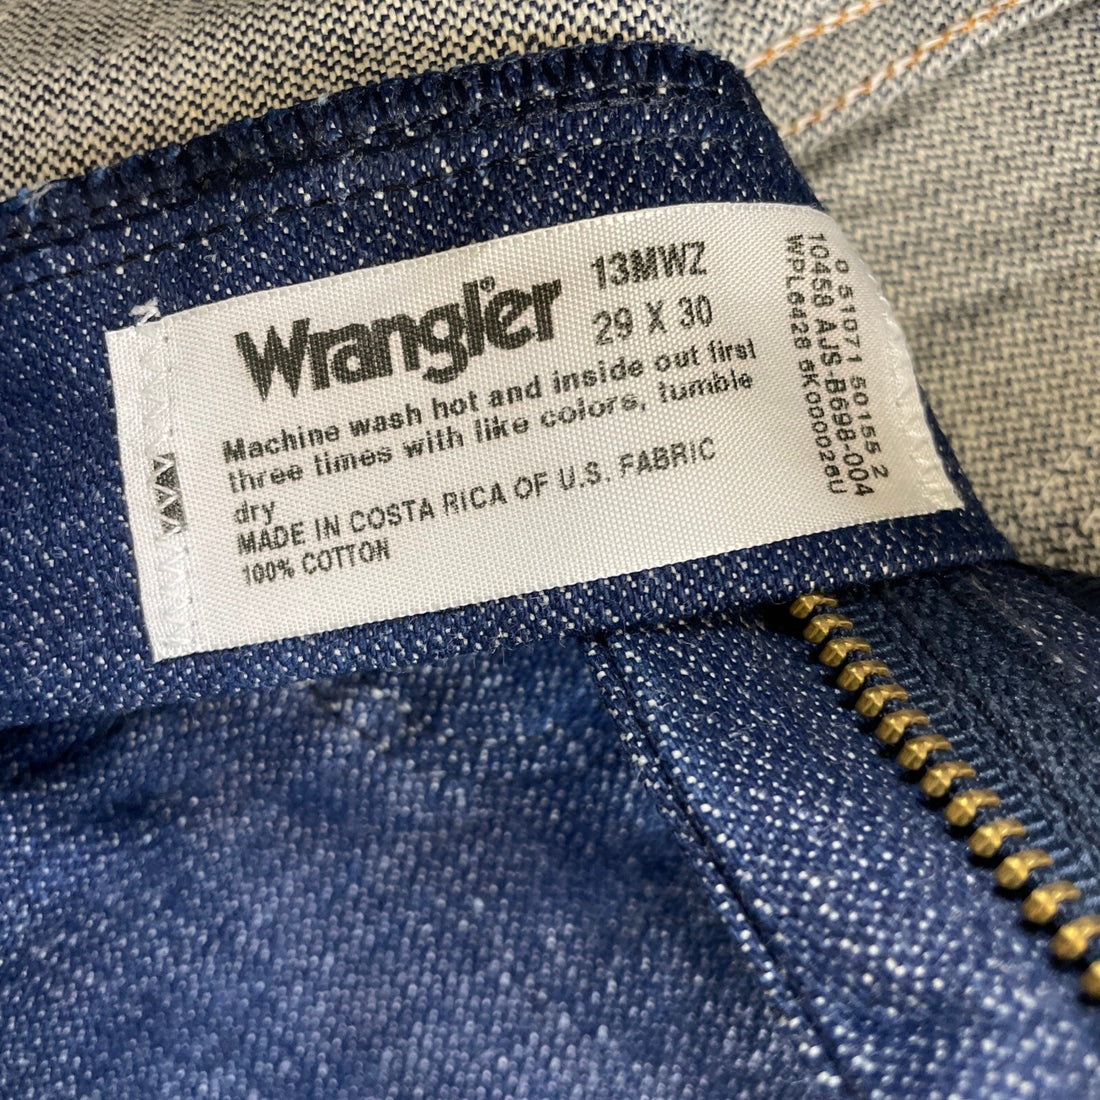 Wrangler
13MWZ
29 X 30
Machine wash hot and inside out first
three times with like colors, tumble
dry
MADE IN COSTA RICA OF U.S. FABRIC
100% COTTON
0 51071 50155 2
10458 AJS-B698-004
WPL6428 6K000026U